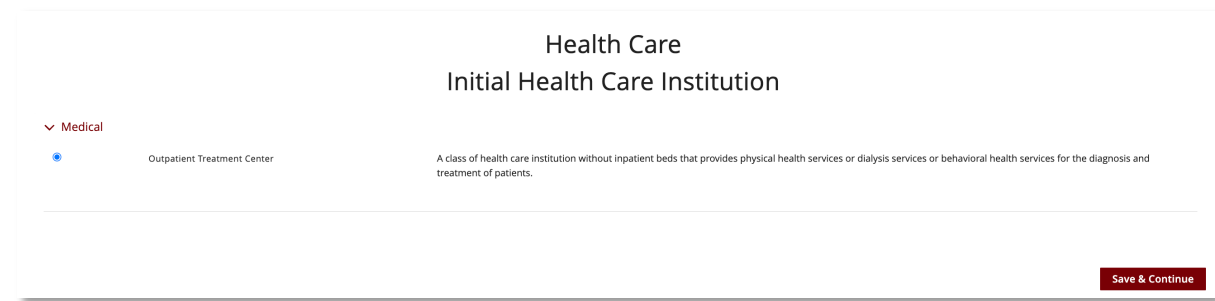 Health Care
Initial Health Care Institution
Medical
Outpatient Treatment Center
A class of health care institution without inpatient beds that provides physical health services or dialysis services or behavioral health services for the diagnosis and
treatment of patients.
Save & Continue